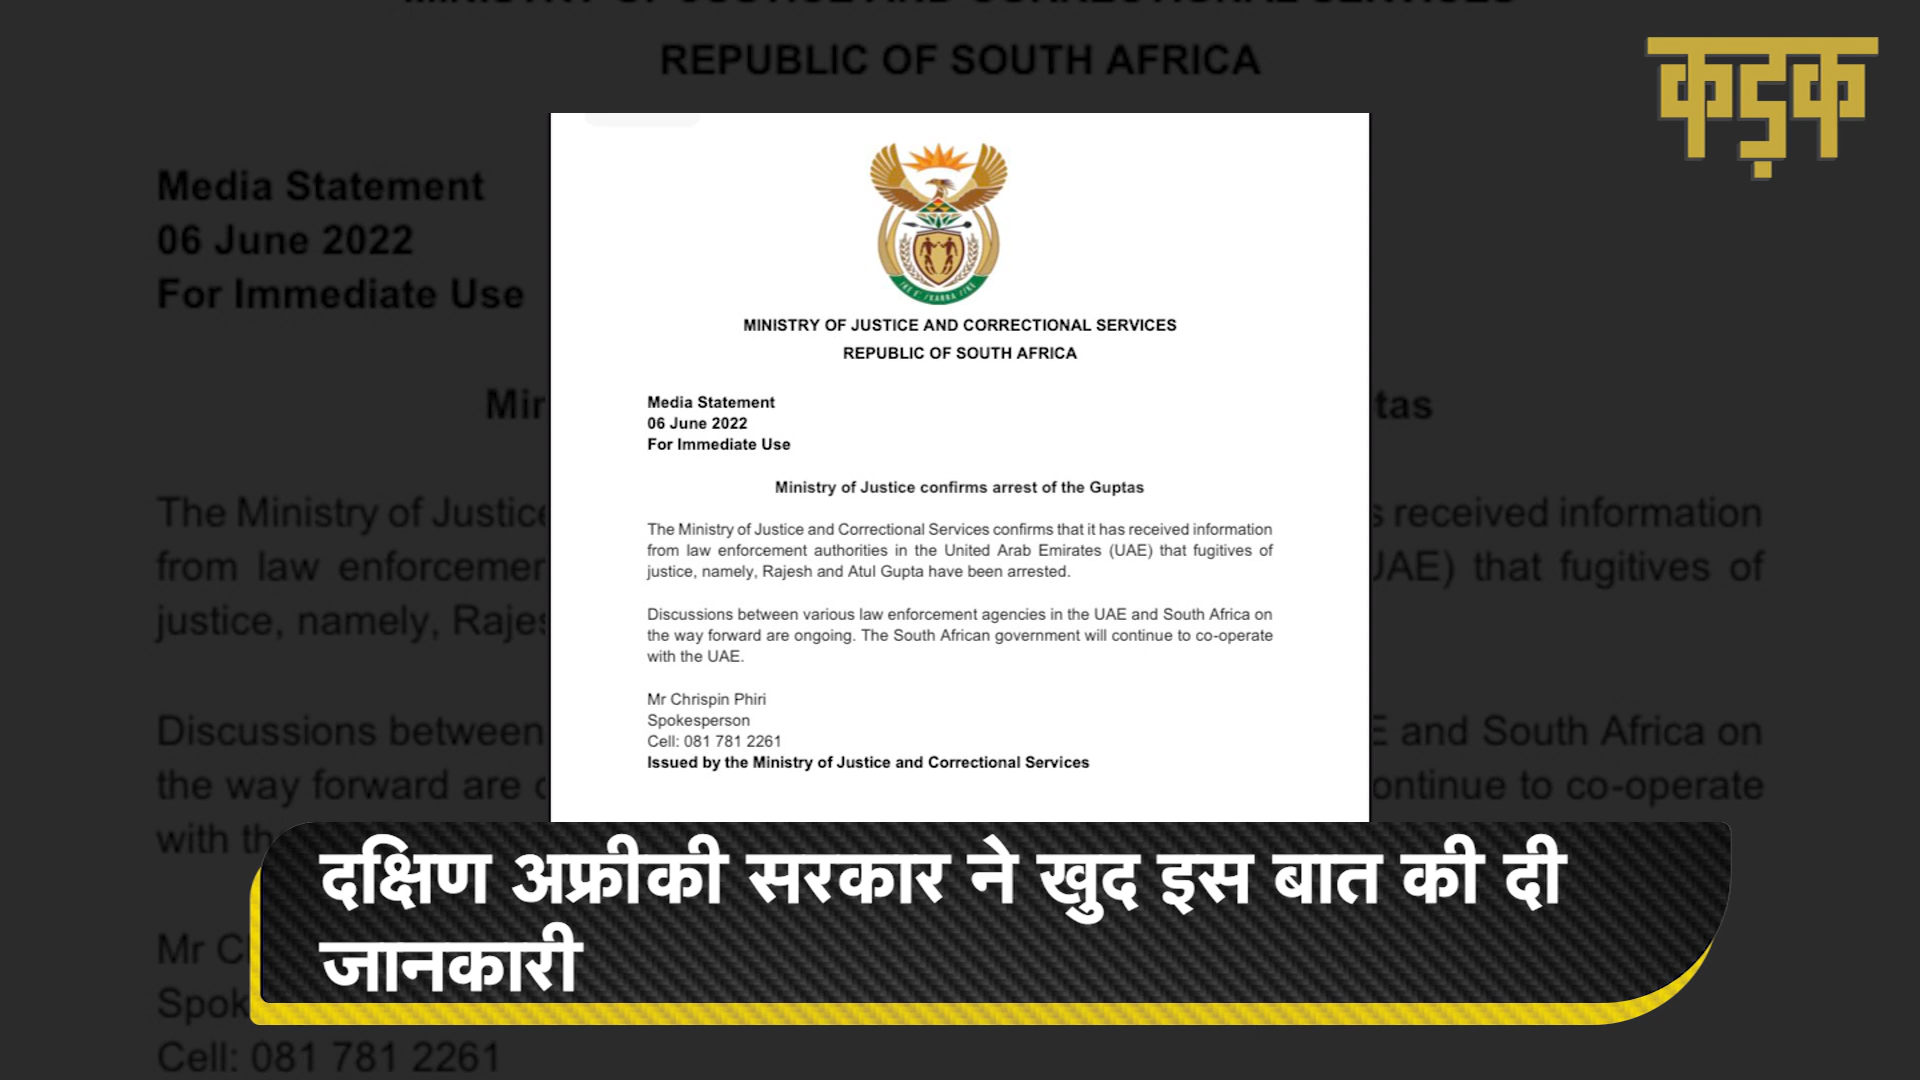 REPUBLIC OF SOUTH AFRICA
कड़क
Media Statement
06 June 2022
For Immediate Use
MINISTRY OF JUSTICE AND CORRECTIONAL SERVICES
REPUBLIC OF SOUTH AFRICA
Media Statement
06 June 2022
For Immediate Use
Ministry of Justice confirms arrest of the Guptas
The Ministry of Justice and Correctional Services confirms that it has received information
from law enforcement authorities in the United Arab Emirates (UAE) that fugitives of
justice, namely, Rajesh and Atul Gupta have been arrested.
Discussions between various law enforcement agencies in the UAE and South Africa on
the way forward are ongoing. The South African government will continue to co-operate
with the UAE.
Mr Chrispin Phiri
Spokesperson
Cell: 081 781 2261
Issued by the Ministry of Justice and Correctional Services
दक्षिण अफ्रीकी सरकार ने खुद इस बात की दी
जानकारी
Cell: 081 781 2261